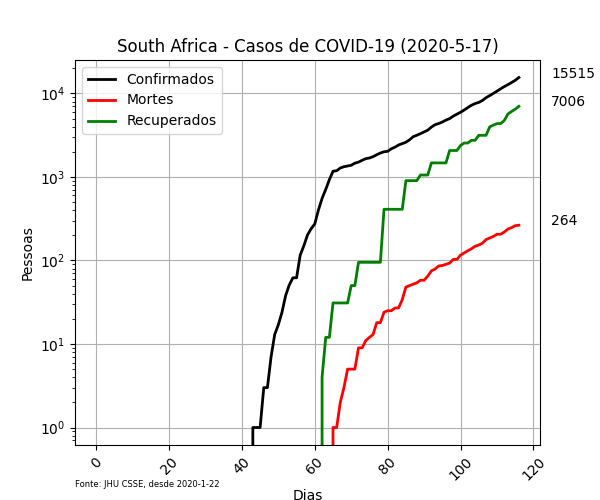 South Africa - Casos de COVID-19 (2020-5-17)
Confirmados
Mortes
Recuperados
15515
7006
264
Pessoas
10⁴
10³
10²
10¹
10⁰
0 20 40 60 80 100 120
Dias
Fonte: JHU CSSE, desde 2020-1-22